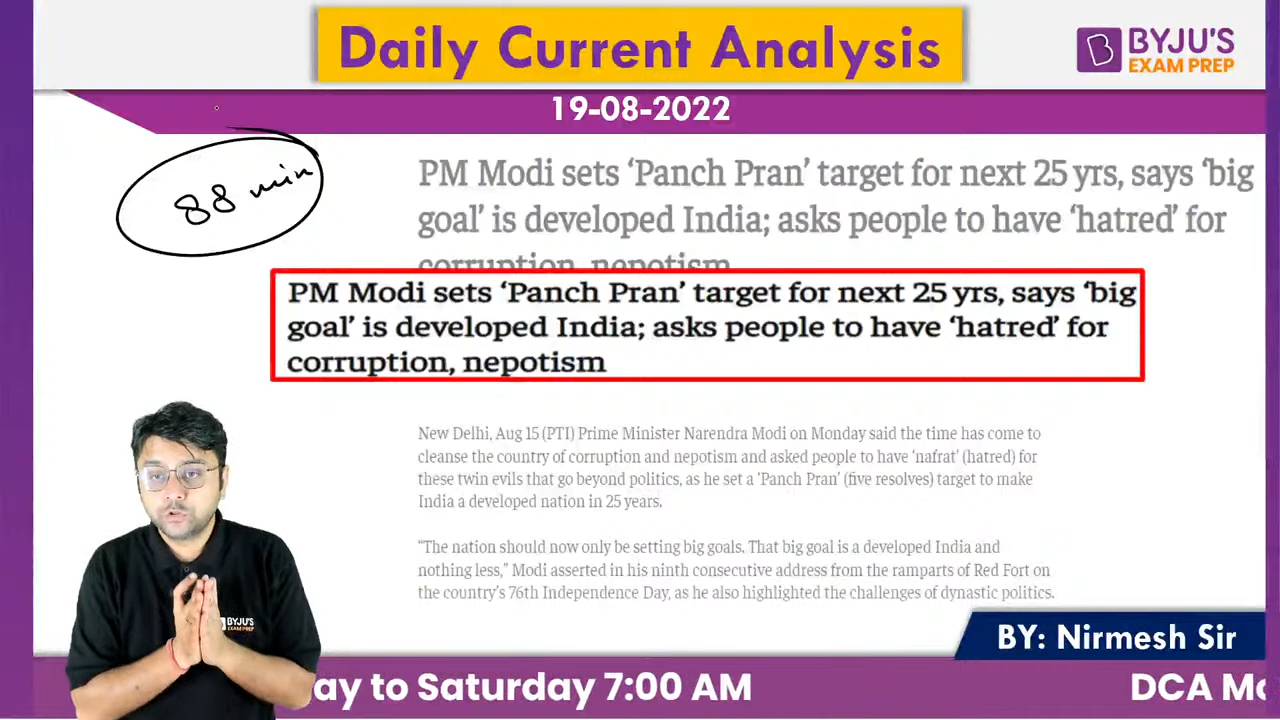 Daily Current Analysis
BYJU'S
EXAM PREP
19-08-2022
88 min
PM Modi sets ‘Panch Pran’ target for next 25 yrs, says ‘big
goal’ is developed India; asks people to have ‘hatred’ for
corruption, nepotism
PM Modi sets ‘Panch Pran’ target for next 25 yrs, says ‘big
goal’ is developed India; asks people to have ‘hatred’ for
corruption, nepotism
New Delhi, Aug 15 (PTI) Prime Minister Narendra Modi on Monday said the time has come to
cleanse the country of corruption and nepotism and asked people to have ‘nafrat’ (hatred) for
these twin evils that go beyond politics, as he set a ‘Panch Pran’ (five resolves) target to make
India a developed nation in 25 years.
“The nation should now only be setting big goals. That big goal is a developed India and
nothing less,” Modi asserted in his ninth consecutive address from the ramparts of Red Fort on
the country’s 76th Independence Day, as he also highlighted the challenges of dynastic politics.
BYJU'S
EXAM PREP
BY: Nirmesh Sir
ay to Saturday 7:00 AM
DCA Mo